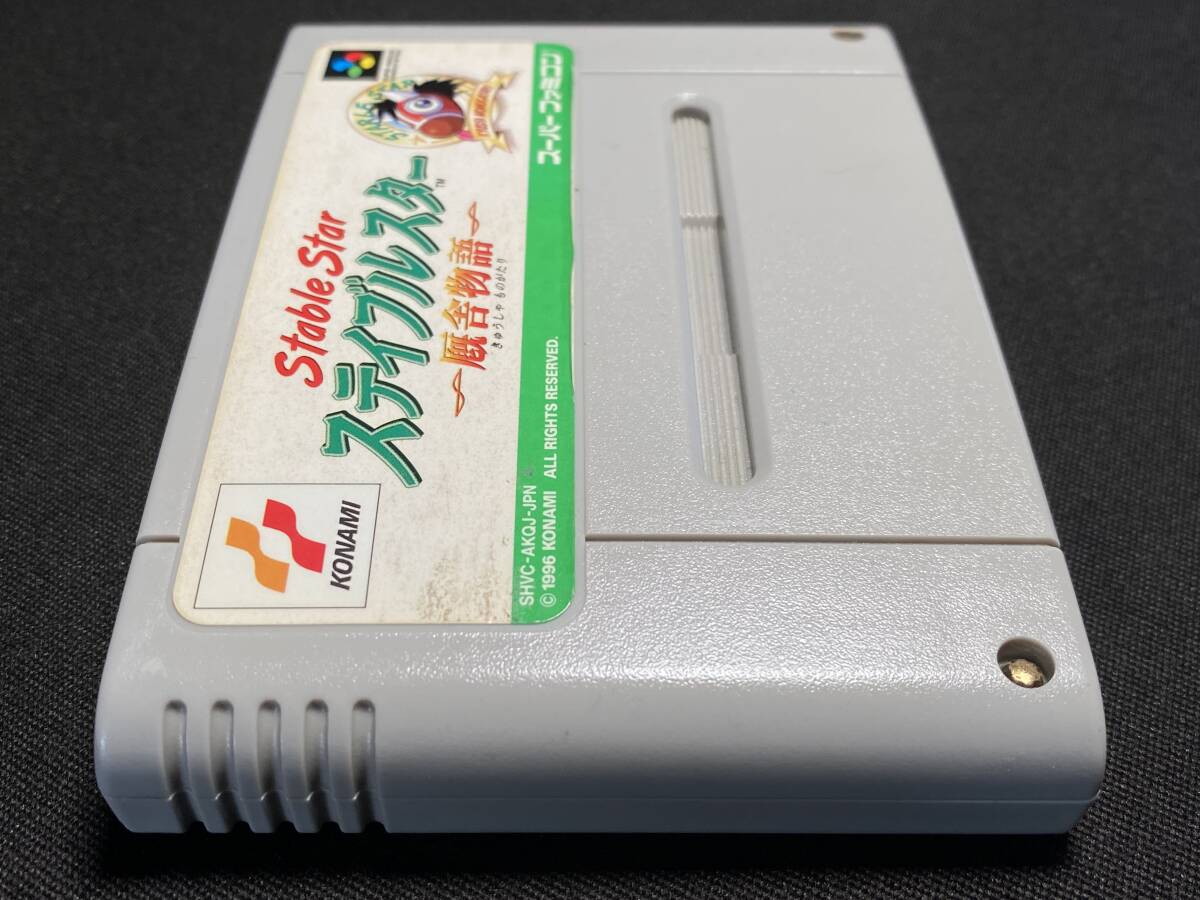 Stable Star
ステイブルスター™
～厩舎物語～
きゅうしゃ ものがたり
KONAMI
スーパーファミコン
SHVC-AKQJ-JPN
© 1996 KONAMI ALL RIGHTS RESERVED.